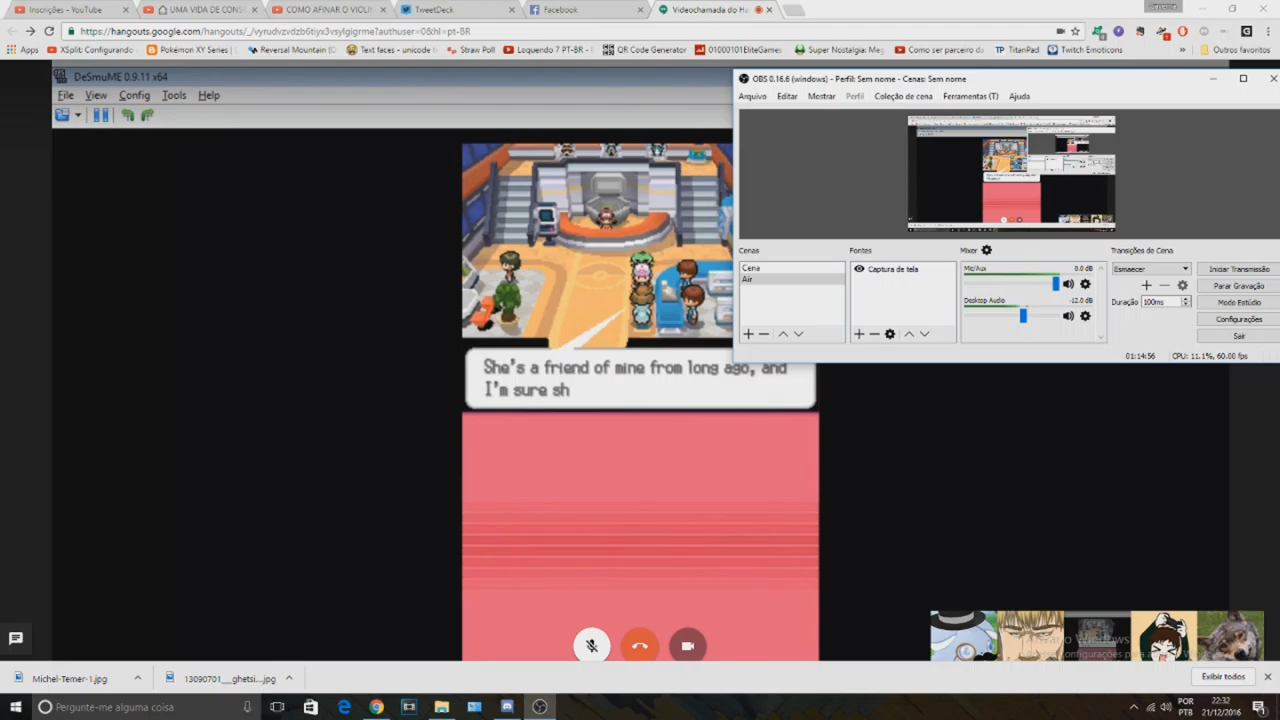 Inscrições - YouTube
UMA VIDA DE CONS
COMO AFINAR O VIOLI
TweetDeck
Facebook
Videochamada do Ha
https://hangouts.google.com/hangouts/_/vyrudvzvdzb6tiyx3vsylgigrme?authuser=0&hl=pt-BR
Apps
XSplit Configurando
Pokémon XY Series
Reversal Mountain (D
Text faces - unicode t
Straw Poll
Loquendo 7 PT-BR -
QR Code Generator
01000101EliteGames
Super Nostalgia: Meg
Como ser parceiro da
TitanPad
Twitch Emoticons
»
Outros favoritos
DeSmuME 0.9.11 x64
File View Config Tools Help
OBS 0.16.6 (windows) - Perfil: Sem nome - Cenas: Sem nome
Arquivo Editar Mostrar Perfil Coleção de cena Ferramentas (T) Ajuda
Cenas
Cena
Air
Fontes
Captura de tela
Mixer
Mic/Aux 0.0 dB
Desktop Audio -12.0 dB
Transições de Cena
Esmaecer
Duração 100ms
Iniciar Transmissão
Parar Gravação
Modo Estúdio
Configurações
Sair
01:14:56 CPU: 11.1%, 60.00 fps
She's a friend of mine from long ago, and
I'm sure sh
Michel-Temer-1.jpg
13090701___ghetsi....jpg
Exibir todos
Pergunte-me alguma coisa
POR
PTB
22:32
21/12/2016
1